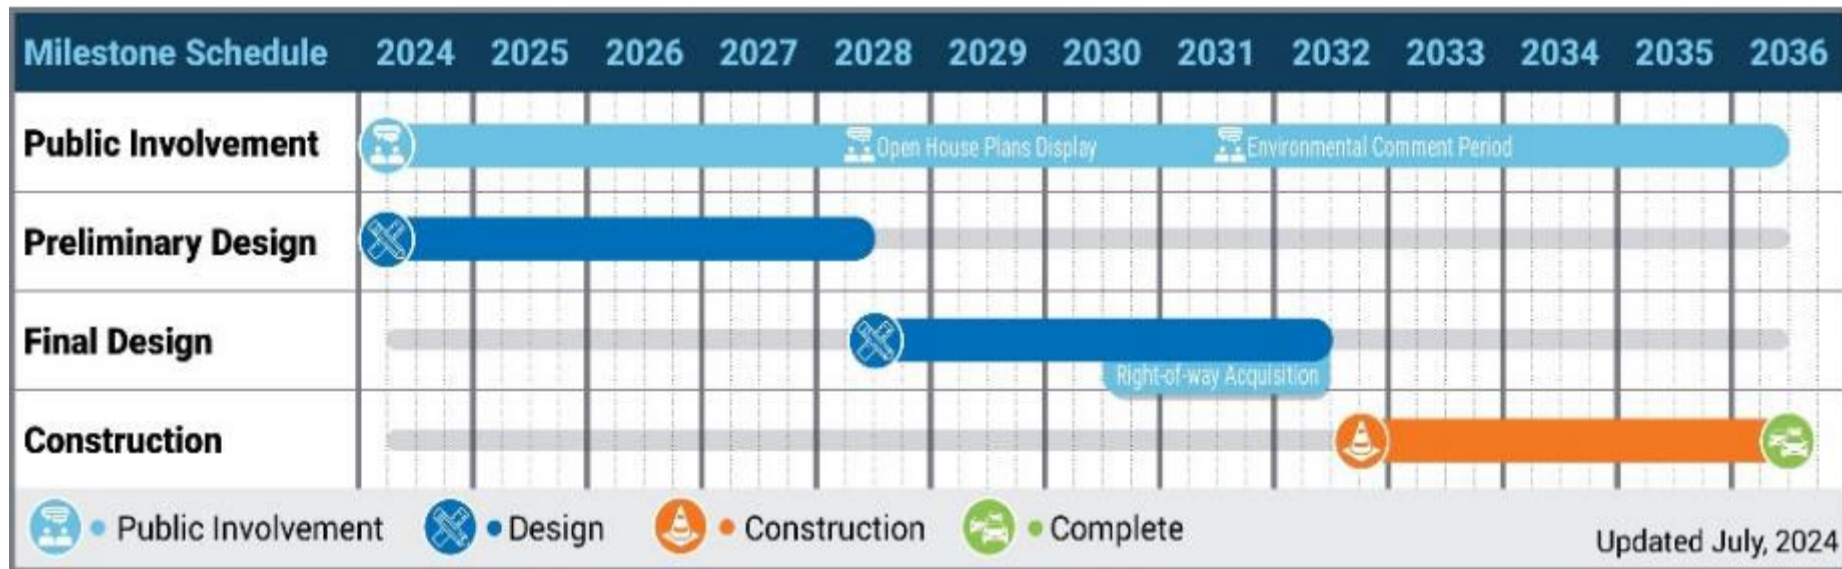 Milestone Schedule 2024 2025 2026 2027 2028 2029 2030 2031 2032 2033 2034 2035 2036
Public Involvement
Open House Plans Display
Environmental Comment Period
Preliminary Design
Final Design
Right-of-way Acquisition
Construction
Public Involvement • Design • Construction • Complete
Updated July, 2024